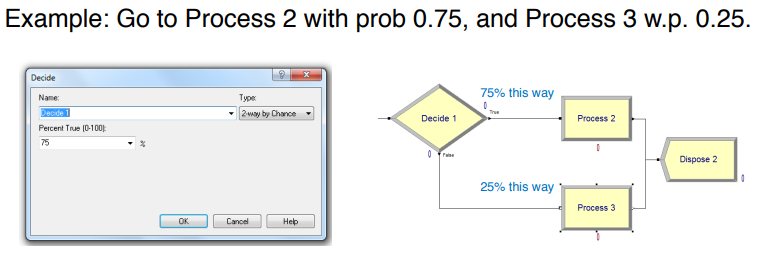 Example: Go to Process 2 with prob 0.75, and Process 3 w.p. 0.25.
Decide
Name:
Type:
Decide 1
2-way by Chance
Percent True (0-100):
75
%
OK
Cancel
Help
75% this way
0
True
Decide 1
Process 2
0
0
False
Dispose 2
0
25% this way
Process 3
0